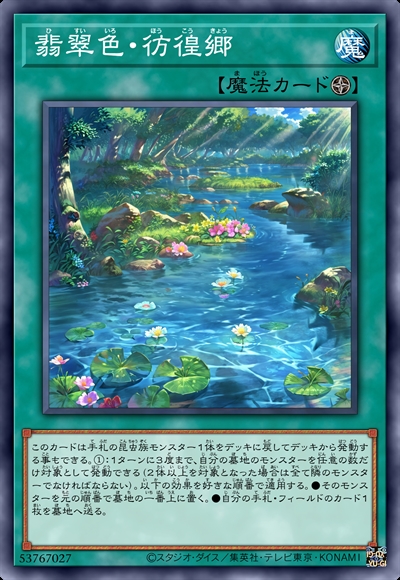 翡翠色・彷徨郷
魔
【魔法カード】
このカードは手札の昆虫族モンスター1体をデッキに戻してデッキから発動す
る事もできる。①：1ターンに3度まで、自分の墓地のモンスターを任意の数だ
け対象として発動できる（2体以上を対象となった場合は全て隣のモンスター
でなければならない）。以下の効果を好きな順番で適用する。●そのモンス
ターを元の順番で墓地の一番上に置く。●自分の手札・フィールドのカード1
枚を墓地へ送る。
53767027
©スタジオ・ダイス／集英社・テレビ東京・KONAMI